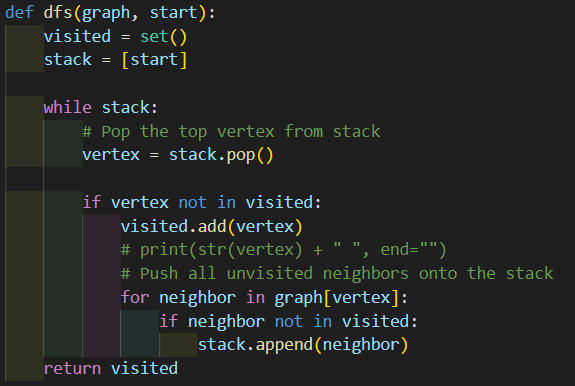 def dfs(graph, start):
    visited = set()
    stack = [start]

    while stack:
        # Pop the top vertex from stack
        vertex = stack.pop()

        if vertex not in visited:
            visited.add(vertex)
            # print(str(vertex) + " ", end="")
            # Push all unvisited neighbors onto the stack
            for neighbor in graph[vertex]:
                if neighbor not in visited:
                    stack.append(neighbor)
    return visited